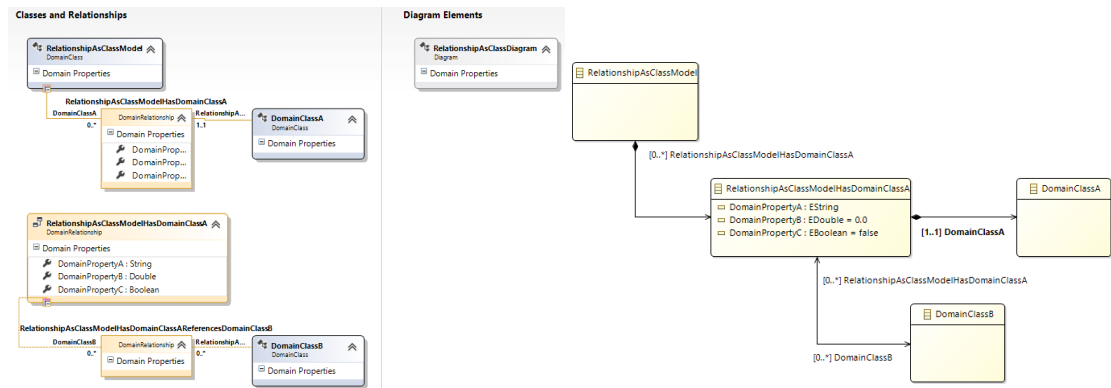 Classes and Relationships
RelationshipAsClassModel
DomainClass
Domain Properties
RelationshipAsClassModelHasDomainClassA
DomainClassA
0..*
DomainRelationship
Domain Properties
DomainProp...
DomainProp...
DomainProp...
RelationshipA...
1..1
DomainClassA
DomainClass
Domain Properties
RelationshipAsClassModelHasDomainClassA
DomainRelationship
Domain Properties
DomainPropertyA : String
DomainPropertyB : Double
DomainPropertyC : Boolean
RelationshipAsClassModelHasDomainClassAReferencesDomainClassB
DomainClassB
0..*
DomainRelationship
Domain Properties
RelationshipA...
0..*
DomainClassB
DomainClass
Domain Properties
Diagram Elements
RelationshipAsClassDiagram
Diagram
Domain Properties
RelationshipAsClassModel
[0..*] RelationshipAsClassModelHasDomainClassA
RelationshipAsClassModelHasDomainClassA
DomainPropertyA : EString
DomainPropertyB : EDouble = 0.0
DomainPropertyC : EBoolean = false
DomainClassA
[1..1] DomainClassA
[0..*] RelationshipAsClassModelHasDomainClassA
DomainClassB
[0..*] DomainClassB